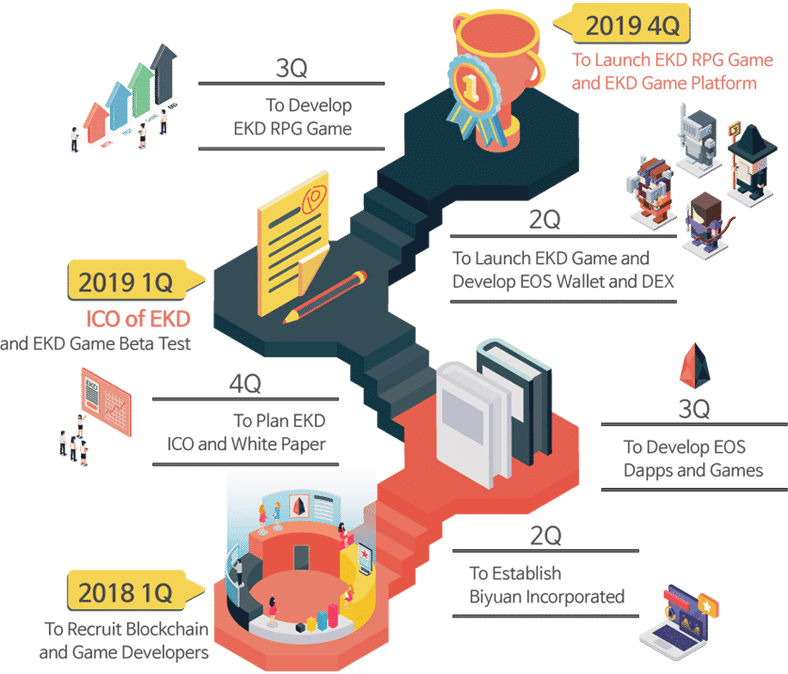 2019 4Q
To Launch EKD RPG Game
and EKD Game Platform
3Q
To Develop
EKD RPG Game
2Q
To Launch EKD Game and
Develop EOS Wallet and DEX
2019 1Q
ICO of EKD
and EKD Game Beta Test
4Q
To Plan EKD
ICO and White Paper
EKD
3Q
To Develop EOS
Dapps and Games
2Q
To Establish
Biyuan Incorporated
2018 1Q
To Recruit Blockchain
and Game Developers
1